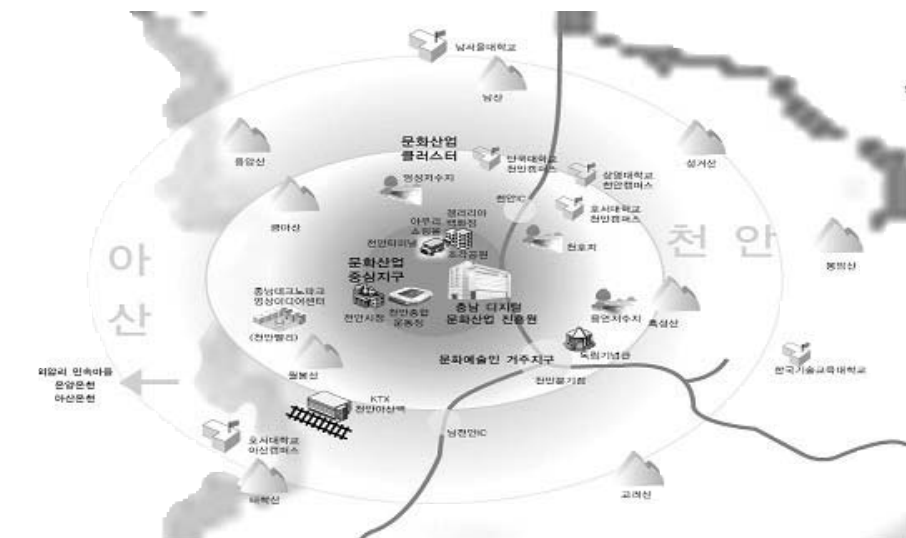 남서울대학교
남산
음암산
문화산업
클러스터
단국대학교
천안캠퍼스
상명대학교
천안캠퍼스
성거산
업성저수지
천안IC
호서대학교
천안캠퍼스
야우리
쇼핑몰
갤러리아
백화점
천안터미널
조각공원
천호지
천안
봉의산
아산
문화산업
중심지구
충남테크노파크
영상미디어센터
(천안밸리)
천안시청
천안종합
운동장
충남 디지털
문화산업 진흥원
용연저수지
흑성산
독립기념관
문화예술인 거주지구
천안분기점
한국기술교육대학교
월봉산
외암리 민속마을
온양온천
아산온천
KTX
천안아산역
남천안IC
호서대학교
아산캠퍼스
태학산
고려산